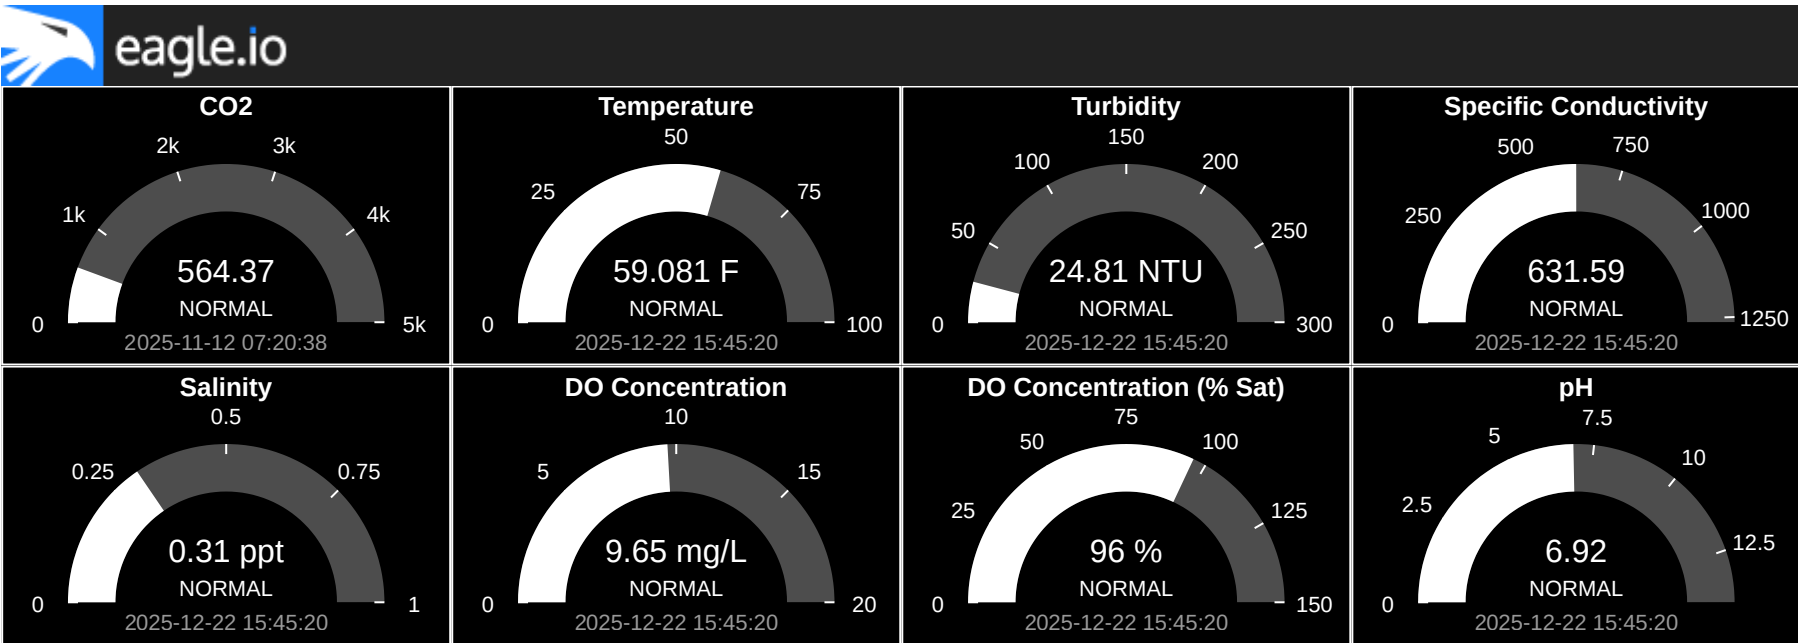 eagle.io
CO2
0
1k
2k
3k
4k
5k
564.37
NORMAL
2025-11-12 07:20:38
Temperature
0
25
50
75
100
59.081 F
NORMAL
2025-12-22 15:45:20
Turbidity
0
50
100
150
200
250
300
24.81 NTU
NORMAL
2025-12-22 15:45:20
Specific Conductivity
0
250
500
750
1000
1250
631.59
NORMAL
2025-12-22 15:45:20
Salinity
0
0.25
0.5
0.75
1
0.31 ppt
NORMAL
2025-12-22 15:45:20
DO Concentration
0
5
10
15
20
9.65 mg/L
NORMAL
2025-12-22 15:45:20
DO Concentration (% Sat)
0
25
50
75
100
125
150
96 %
NORMAL
2025-12-22 15:45:20
pH
0
2.5
5
7.5
10
12.5
6.92
NORMAL
2025-12-22 15:45:20